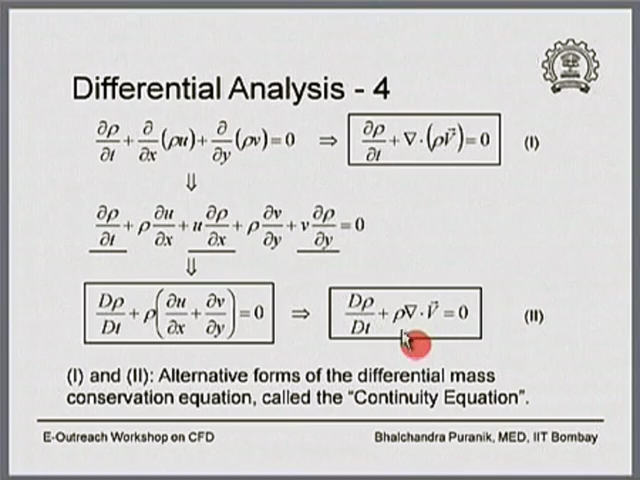 Differential Analysis - 4
∂ρ/∂t + ∂/∂x (ρu) + ∂/∂y (ρv) = 0 ⇒ ∂ρ/∂t + ∇·(ρV⃗) = 0 (I)
⇓
∂ρ/∂t + ρ ∂u/∂x + u ∂ρ/∂x + ρ ∂v/∂y + v ∂ρ/∂y = 0
⇓
Dρ/Dt + ρ(∂u/∂x + ∂v/∂y) = 0 ⇒ Dρ/Dt + ρ∇·V⃗ = 0 (II)
(I) and (II): Alternative forms of the differential mass
conservation equation, called the “Continuity Equation”.
E-Outreach Workshop on CFD Bhalchandra Puranik, MED, IIT Bombay